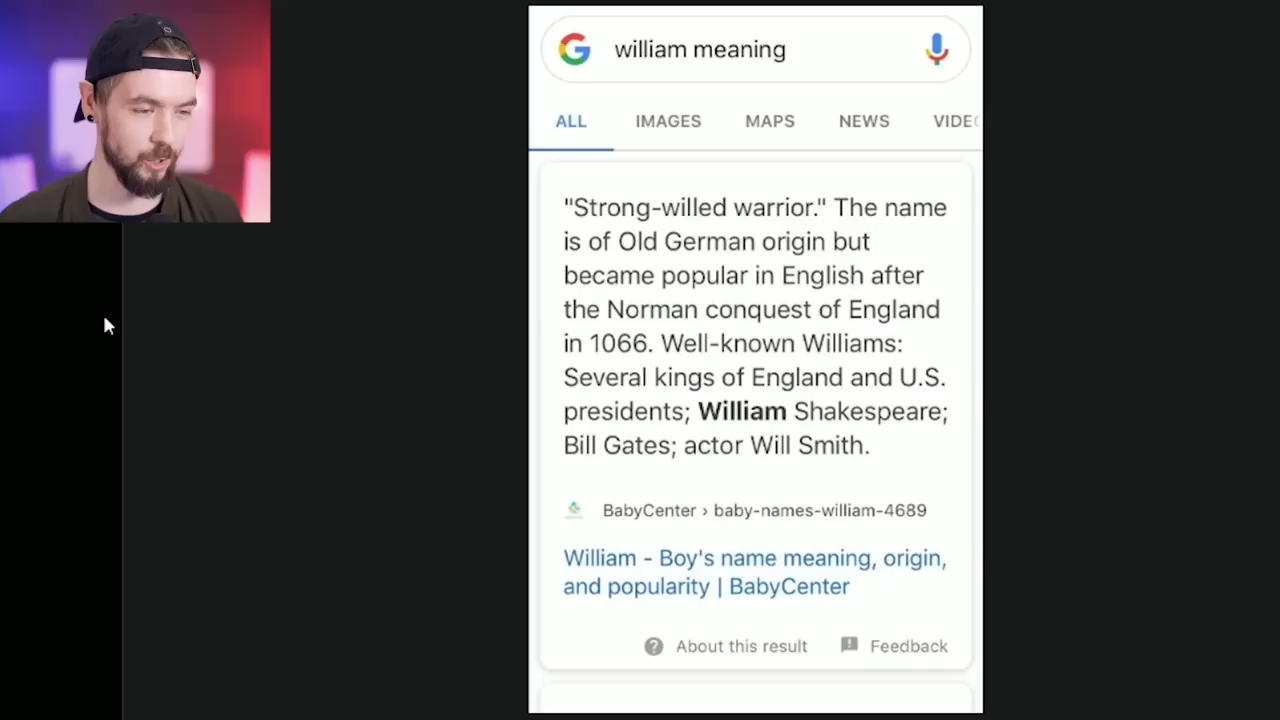 william meaning
ALL IMAGES MAPS NEWS
"Strong-willed warrior." The name
is of Old German origin but
became popular in English after
the Norman conquest of England
in 1066. Well-known Williams:
Several kings of England and U.S.
presidents; William Shakespeare;
Bill Gates; actor Will Smith.
BabyCenter › baby-names-william-4689
William - Boy's name meaning, origin,
and popularity | BabyCenter
About this result Feedback